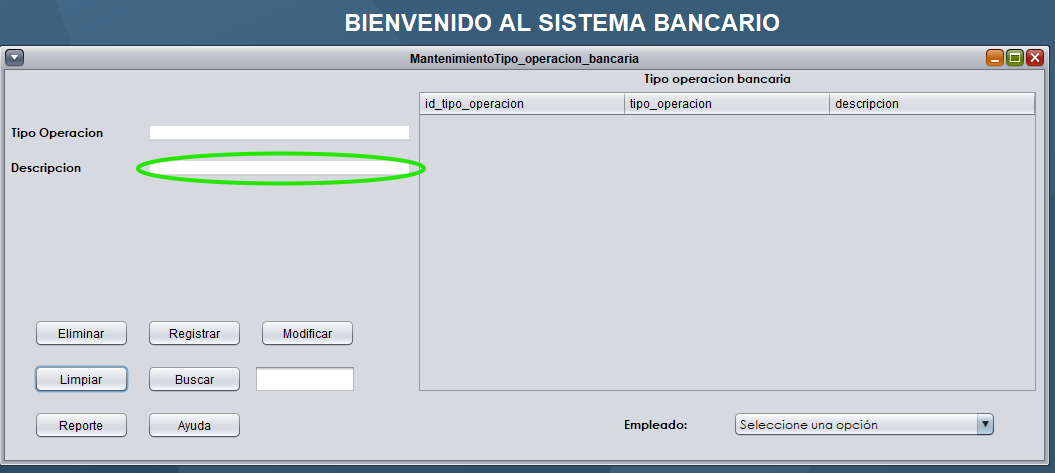 BIENVENIDO AL SISTEMA BANCARIO
MantenimientoTipo_operacion_bancaria
Tipo operacion bancaria
id_tipo_operacion tipo_operacion descripcion
Tipo Operacion
Descripcion
Eliminar Registrar Modificar
Limpiar Buscar
Reporte Ayuda
Empleado: Seleccione una opción